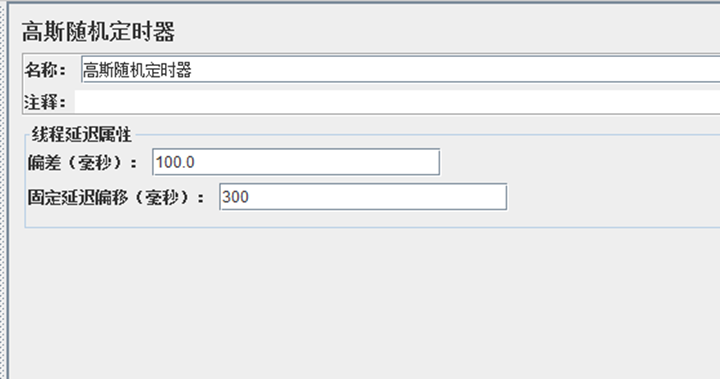 高斯随机定时器
名称： 高斯随机定时器
注释：
线程延迟属性
偏差（毫秒）： 100.0
固定延迟偏移（毫秒）： 300